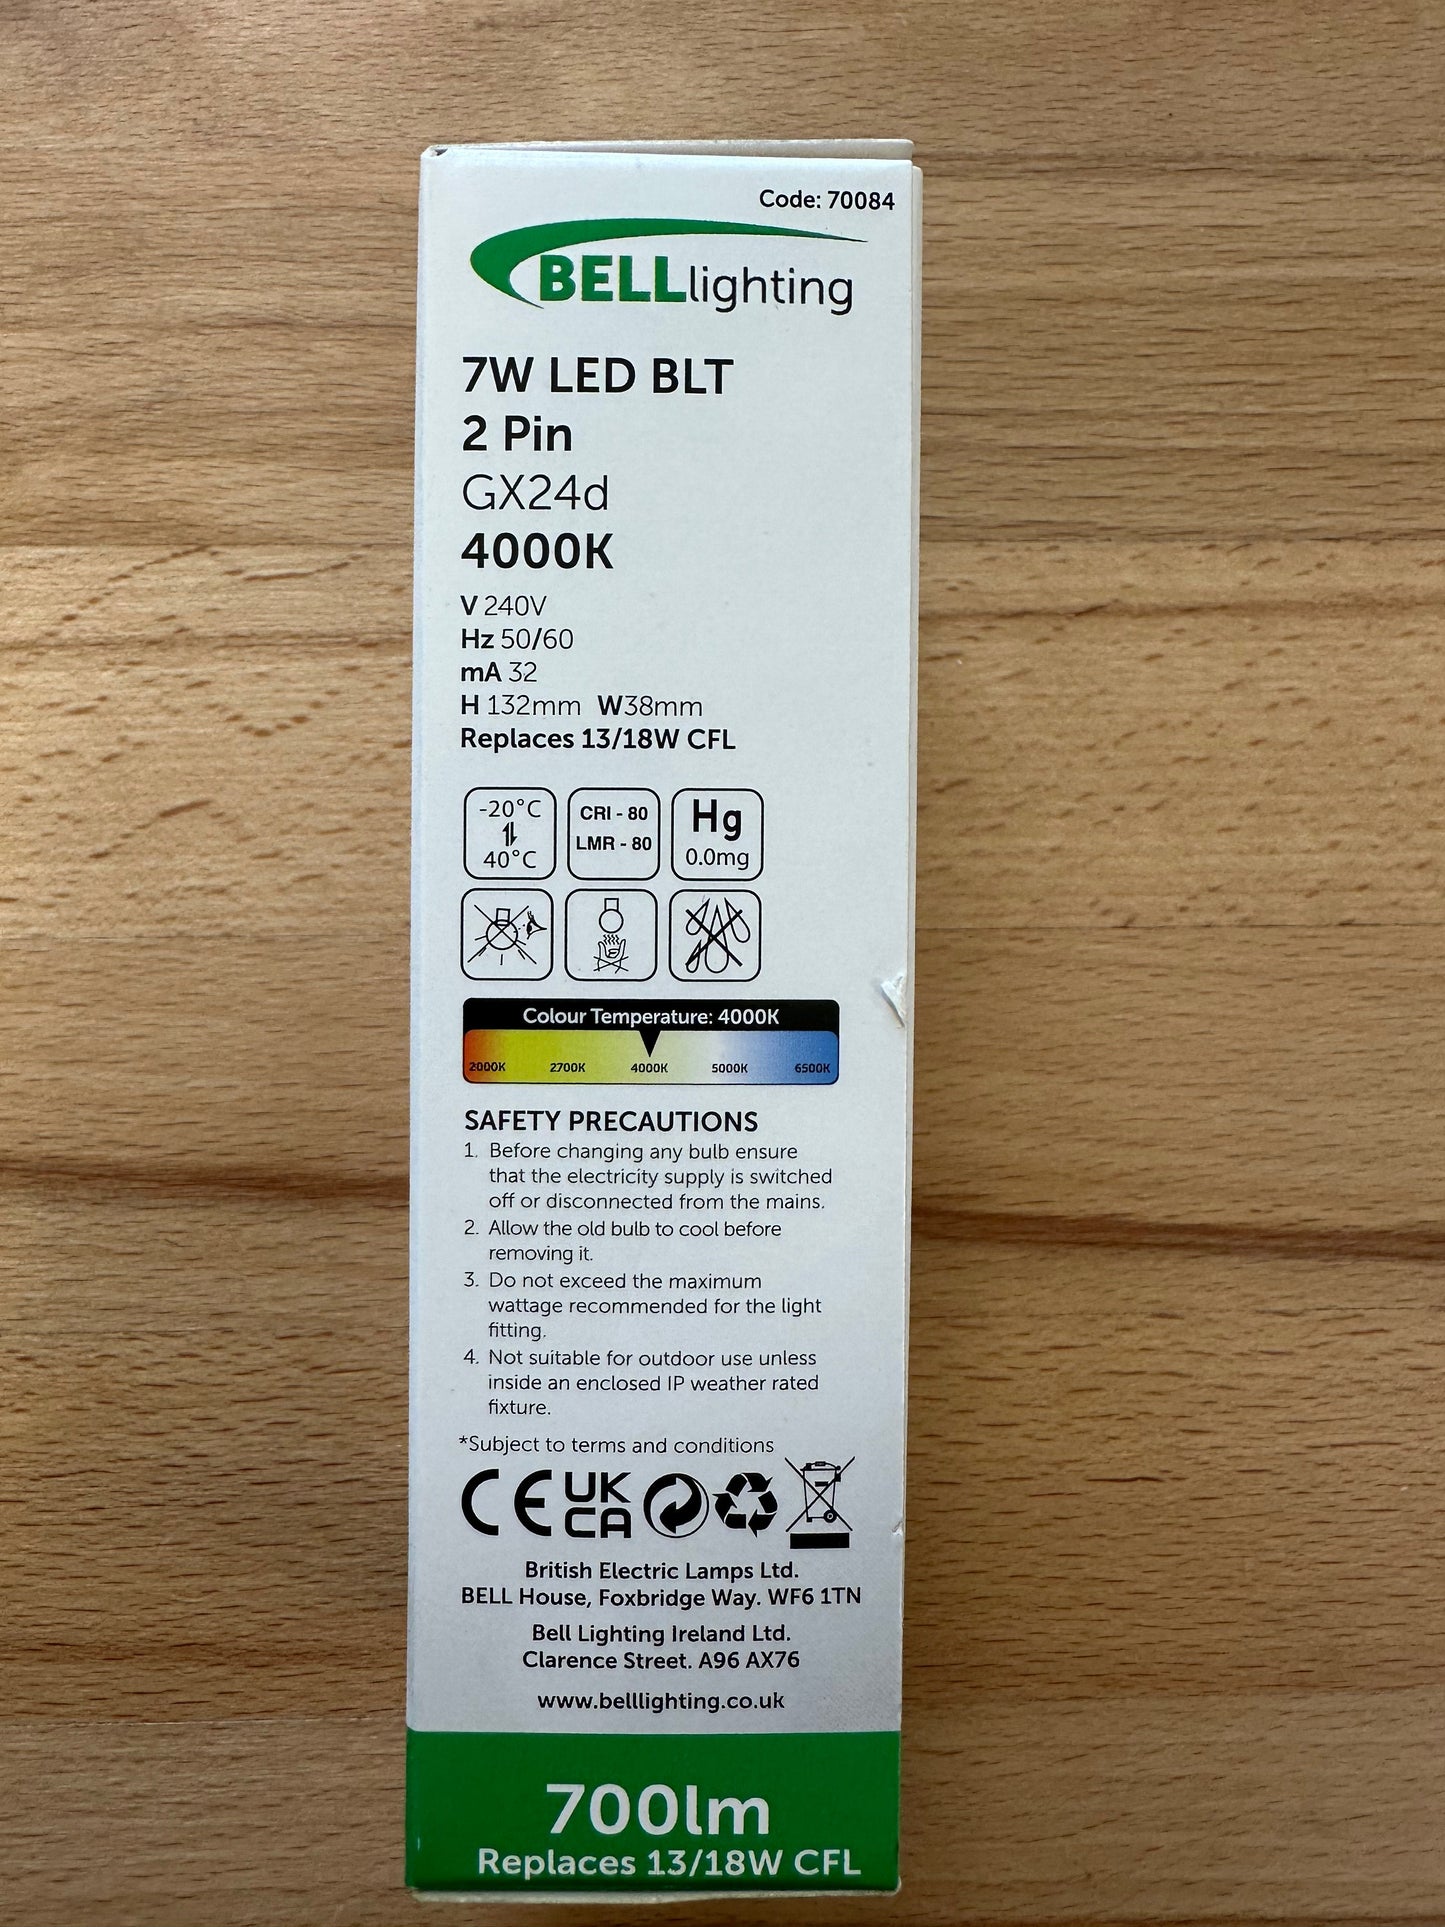 Code: 70084
BELLlighting
7W LED BLT
2 Pin
GX24d
4000K
V 240V
Hz 50/60
mA 32
H 132mm W38mm
Replaces 13/18W CFL
-20°C
40°C
CRI - 80
LMR - 80
Hg
0.0mg
Colour Temperature: 4000K
2000K 2700K 4000K 5000K 6500K
SAFETY PRECAUTIONS
1. Before changing any bulb ensure
that the electricity supply is switched
off or disconnected from the mains.
2. Allow the old bulb to cool before
removing it.
3. Do not exceed the maximum
wattage recommended for the light
fitting.
4. Not suitable for outdoor use unless
inside an enclosed IP weather rated
fixture.
*Subject to terms and conditions
CE UK
CA
British Electric Lamps Ltd.
BELL House, Foxbridge Way. WF6 1TN
Bell Lighting Ireland Ltd.
Clarence Street. A96 AX76
www.belllighting.co.uk
700lm
Replaces 13/18W CFL